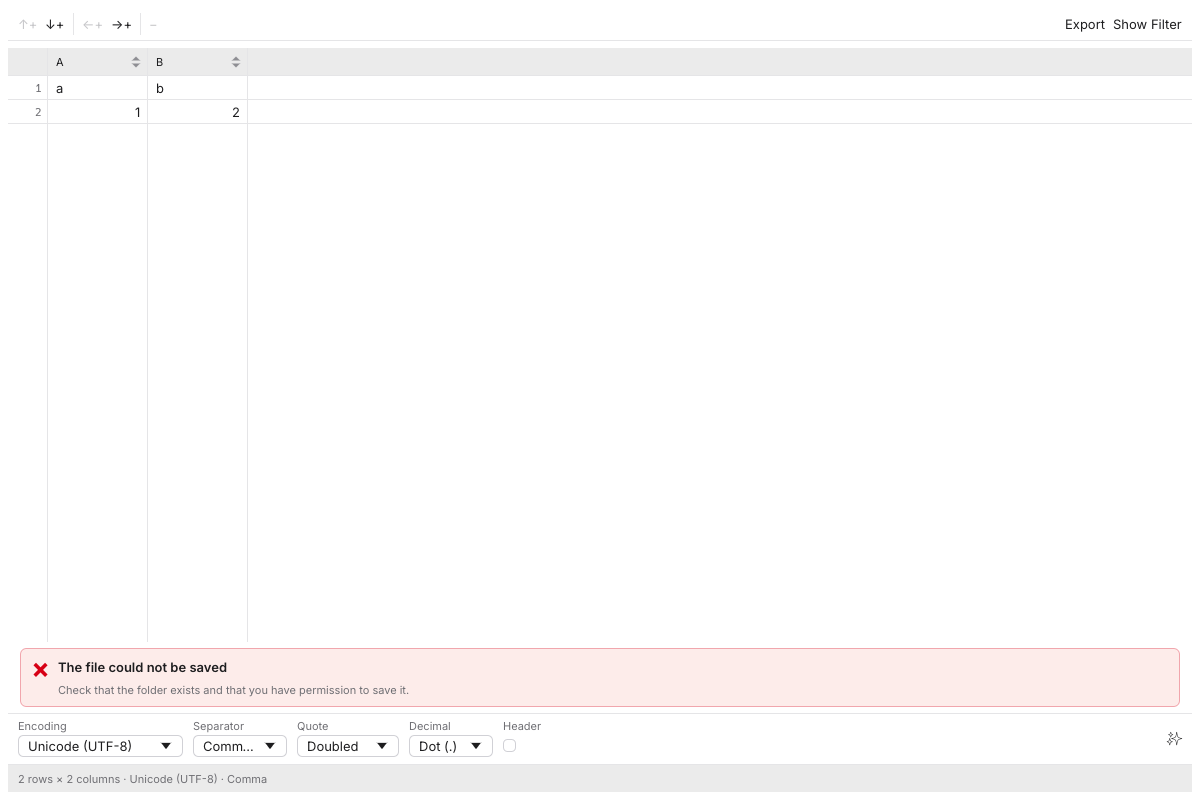 ↑+ ↓+ ←+ →+ − Export Show Filter
A B
1 a b
2 1 2
The file could not be saved
Check that the folder exists and that you have permission to save it.
Encoding Separator Quote Decimal Header
Unicode (UTF-8) Comm... Doubled Dot (.)
2 rows × 2 columns · Unicode (UTF-8) · Comma